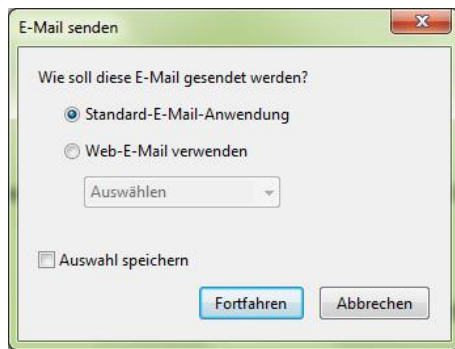 E-Mail senden
Wie soll diese E-Mail gesendet werden?
Standard-E-Mail-Anwendung
Web-E-Mail verwenden
Auswählen
Auswahl speichern
Fortfahren Abbrechen